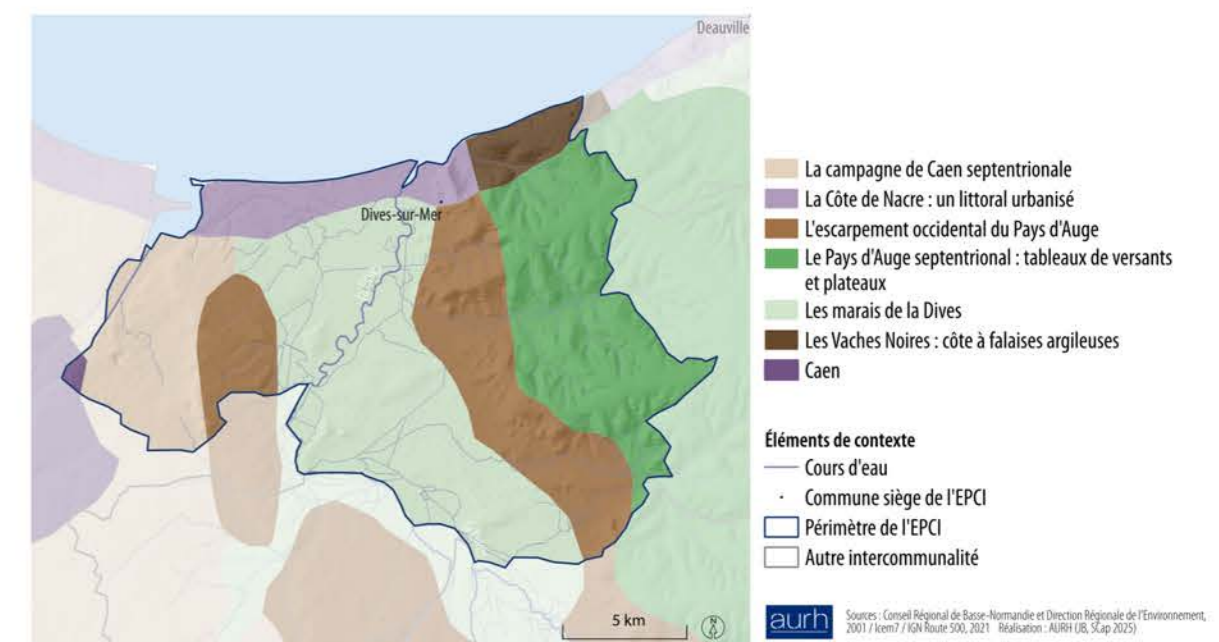 Deauville
Dives-sur-Mer
5 km
N
La campagne de Caen septentrionale
La Côte de Nacre : un littoral urbanisé
L'escarpement occidental du Pays d'Auge
Le Pays d'Auge septentrional : tableaux de versants
et plateaux
Les marais de la Dives
Les Vaches Noires : côte à falaises argileuses
Caen
Éléments de contexte
Cours d'eau
Commune siège de l'EPCI
Périmètre de l'EPCI
Autre intercommunalité
aurh
Sources : Conseil Régional de Basse-Normandie et Direction Régionale de l'Environnement,
2001 / Icem7 / IGN Route 500, 2021 Réalisation : AURH (JB, SCap 2025)